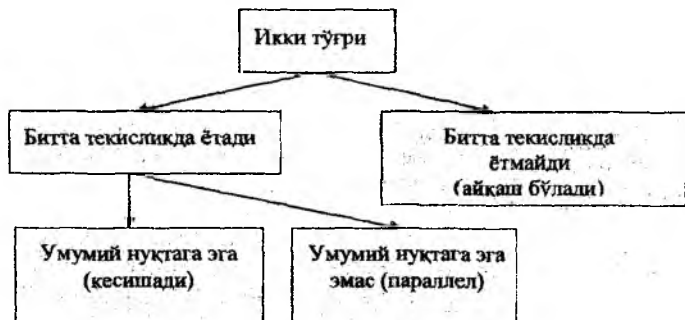 Икки тўғри
Битта текисликда ётади
Битта текисликда
ётмайди
(айқаш бўлади)
Умумий нуқтага эга
(кесишади)
Умумий нуқтага эга
эмас (параллел)